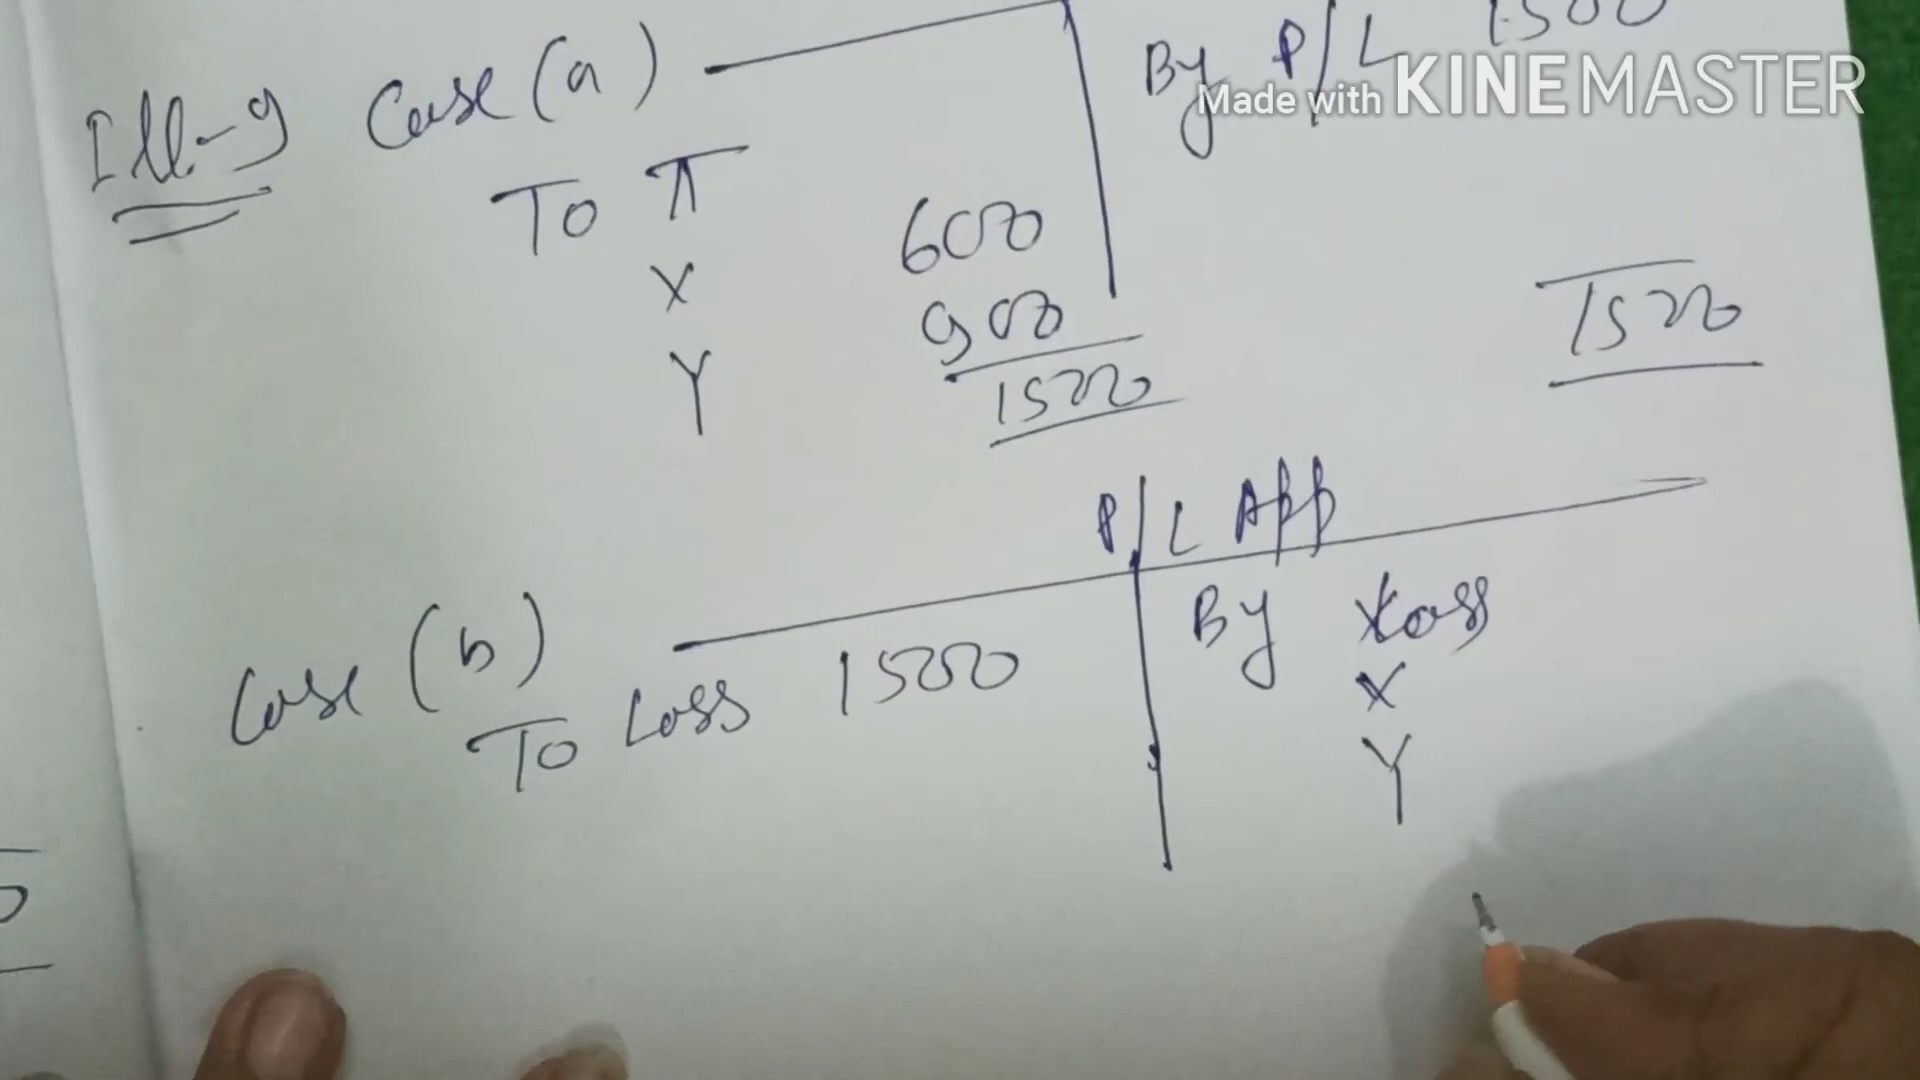 By P/L 1500
Made with KINEMASTER
Ill-9 Case (a)
To π
X 600
Y 900
1500 1500
P/L App
Case (b)
To Loss 1500 By Loss
X
Y